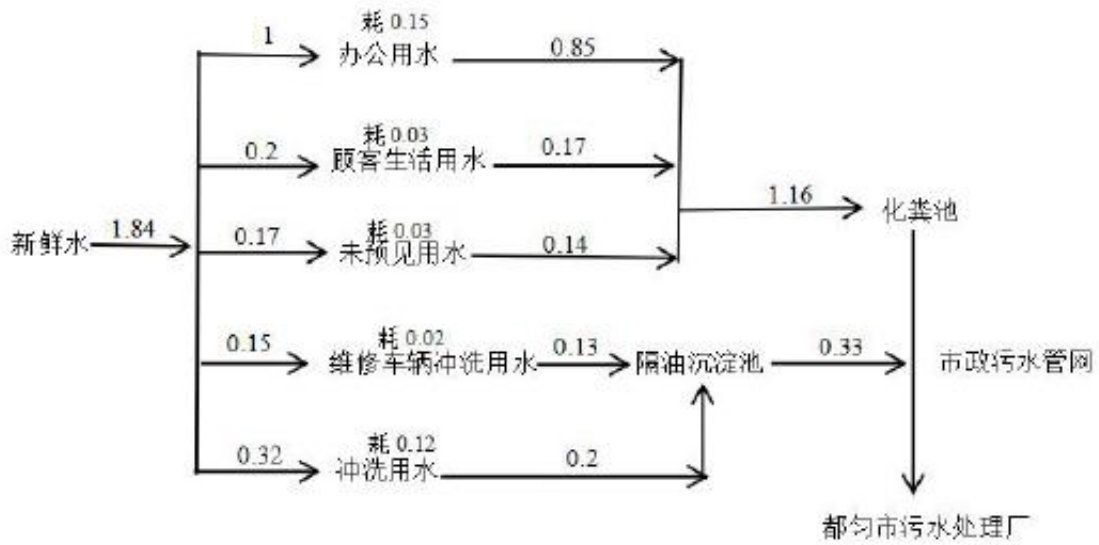 耗 0.15
1
办公用水
0.85
耗 0.03
0.2
顾客生活用水
0.17
1.16
化粪池
新鲜水
1.84
耗 0.03
0.17
未预见用水
0.14
耗 0.02
0.15
维修车辆冲洗用水
0.13
隔油沉淀池
0.33
市政污水管网
耗 0.12
0.32
冲洗用水
0.2
都匀市污水处理厂